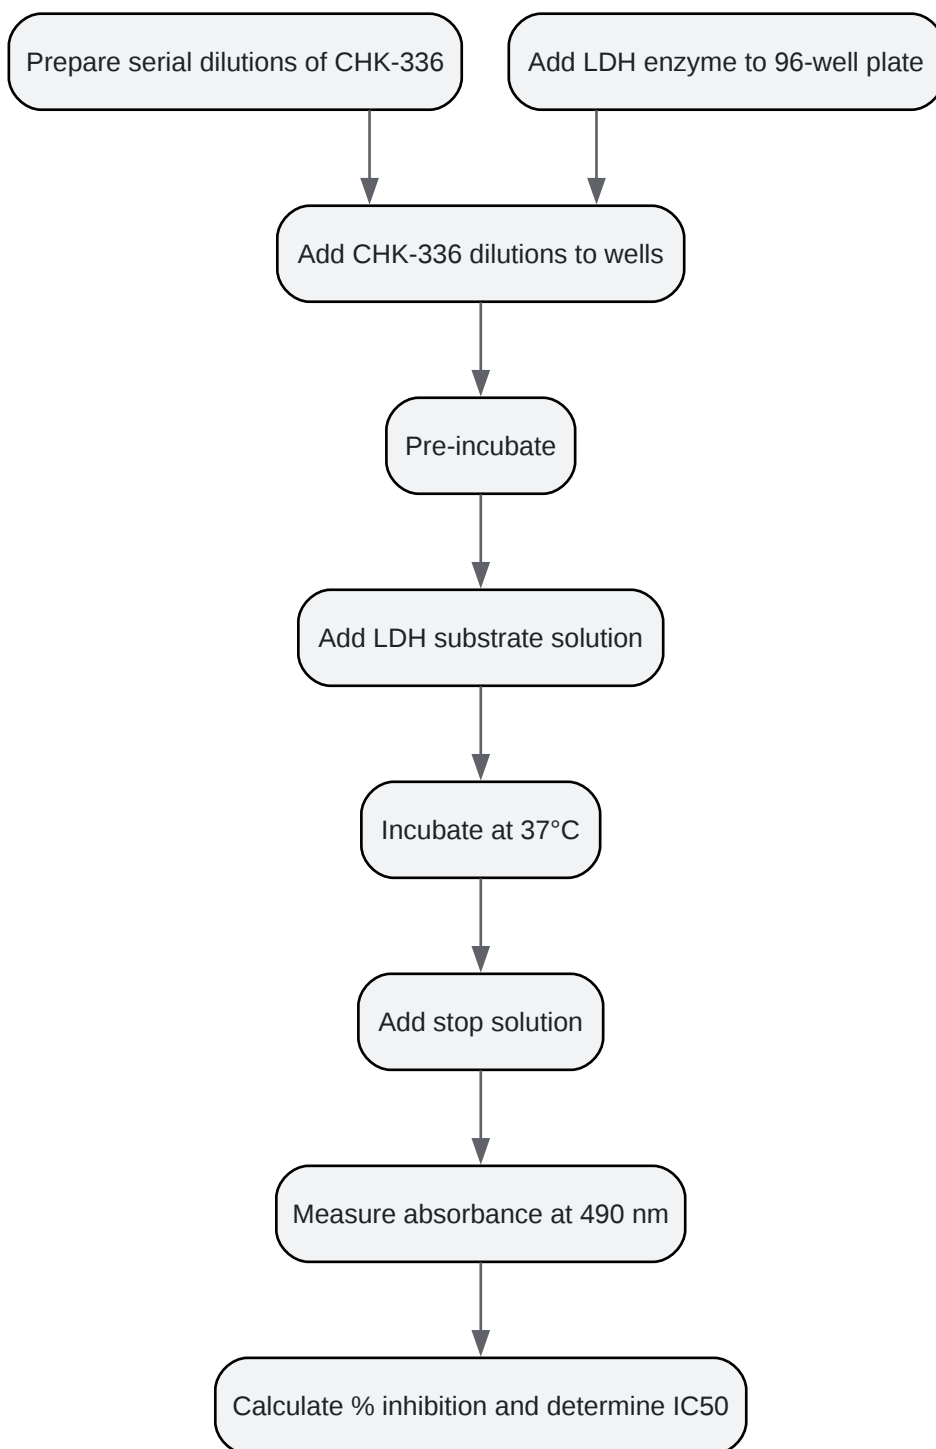 Prepare serial dilutions of CHK-336
Add LDH enzyme to 96-well plate
Add CHK-336 dilutions to wells
Pre-incubate
Add LDH substrate solution
Incubate at 37°C
Add stop solution
Measure absorbance at 490 nm
Calculate % inhibition and determine IC50